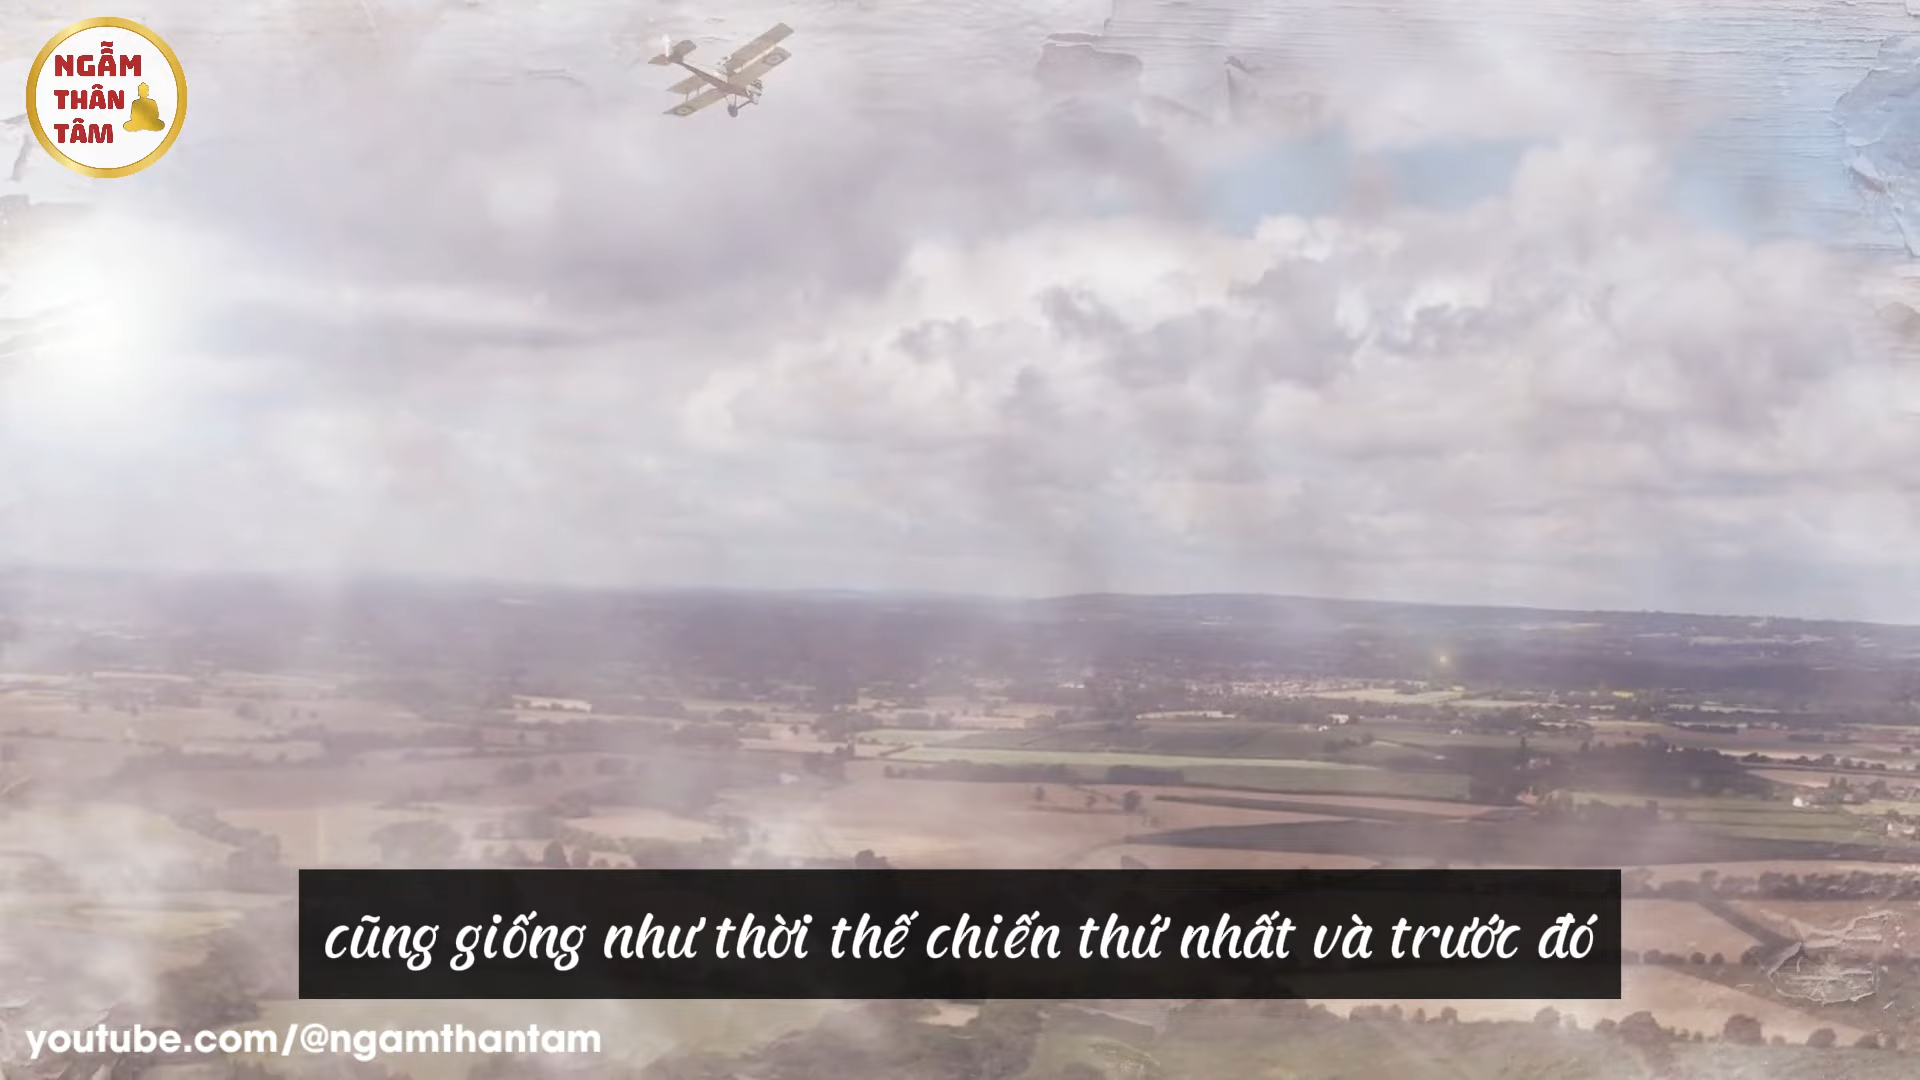 NGẪM
THÂN
TÂM
cũng giống như thời thế chiến thứ nhất và trước đó
youtube.com/@ngamthantam